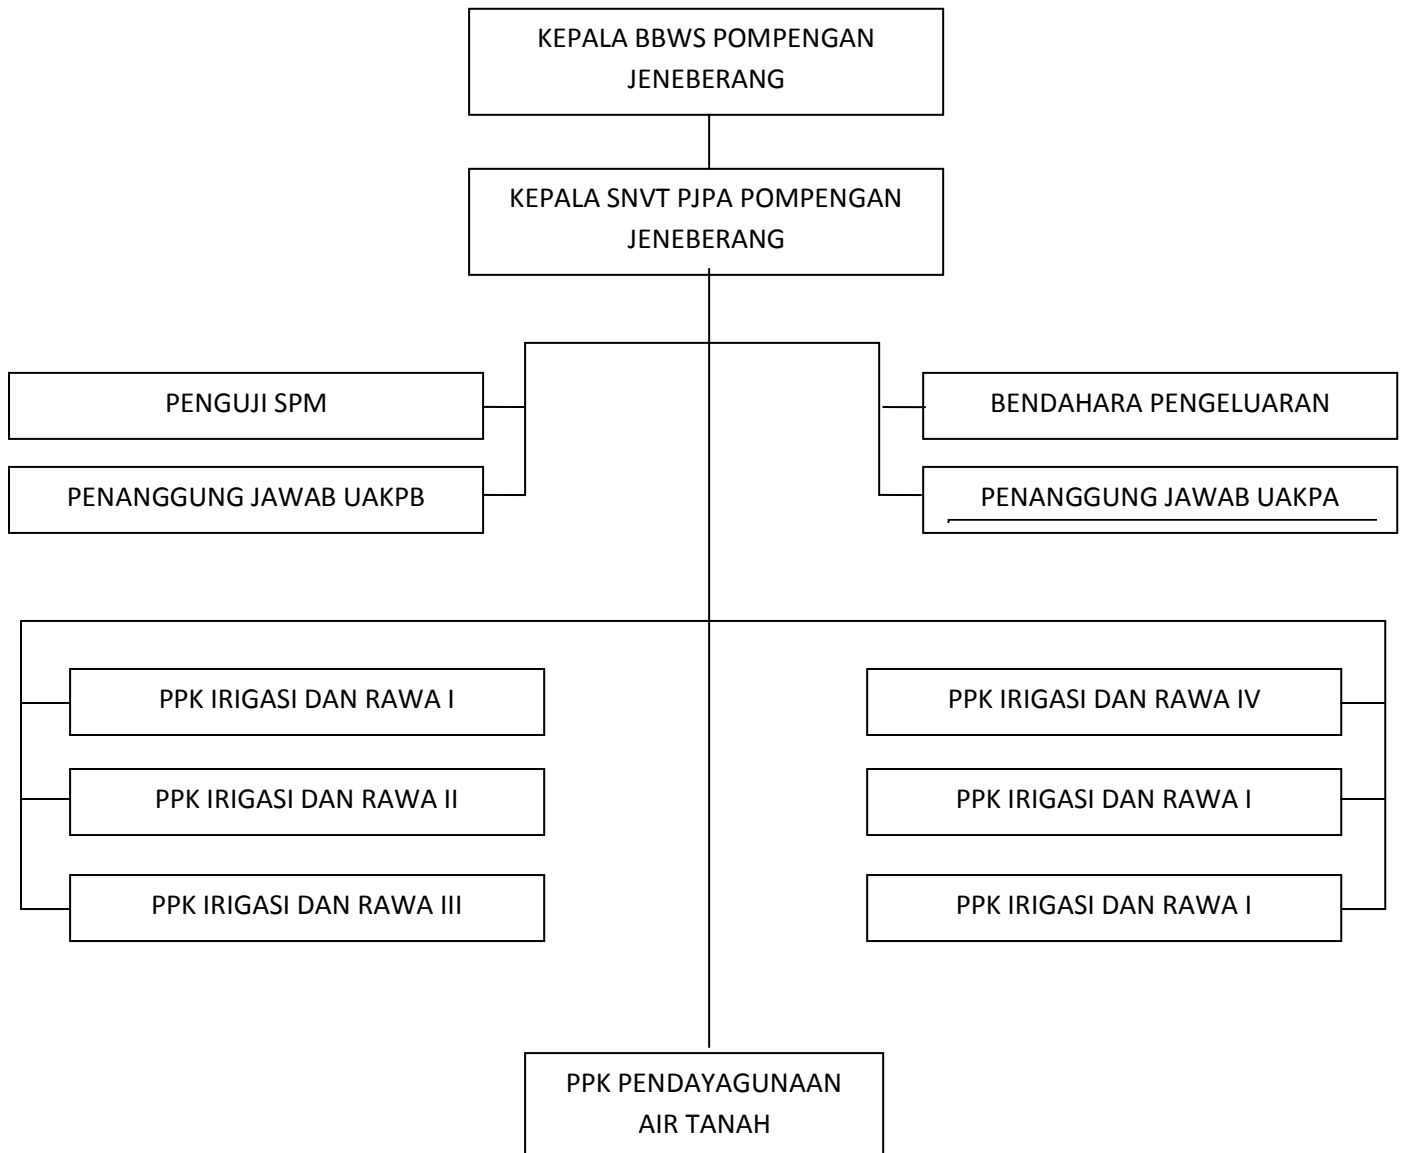 KEPALA BBWS POMPENGAN
JENEBERANG
KEPALA SNVT PJPA POMPENGAN
JENEBERANG
PENGUJI SPM
BENDAHARA PENGELUARAN
PENANGGUNG JAWAB UAKPB
PENANGGUNG JAWAB UAKPA
PPK IRIGASI DAN RAWA I
PPK IRIGASI DAN RAWA IV
PPK IRIGASI DAN RAWA II
PPK IRIGASI DAN RAWA I
PPK IRIGASI DAN RAWA III
PPK IRIGASI DAN RAWA I
PPK PENDAYAGUNAAN
AIR TANAH